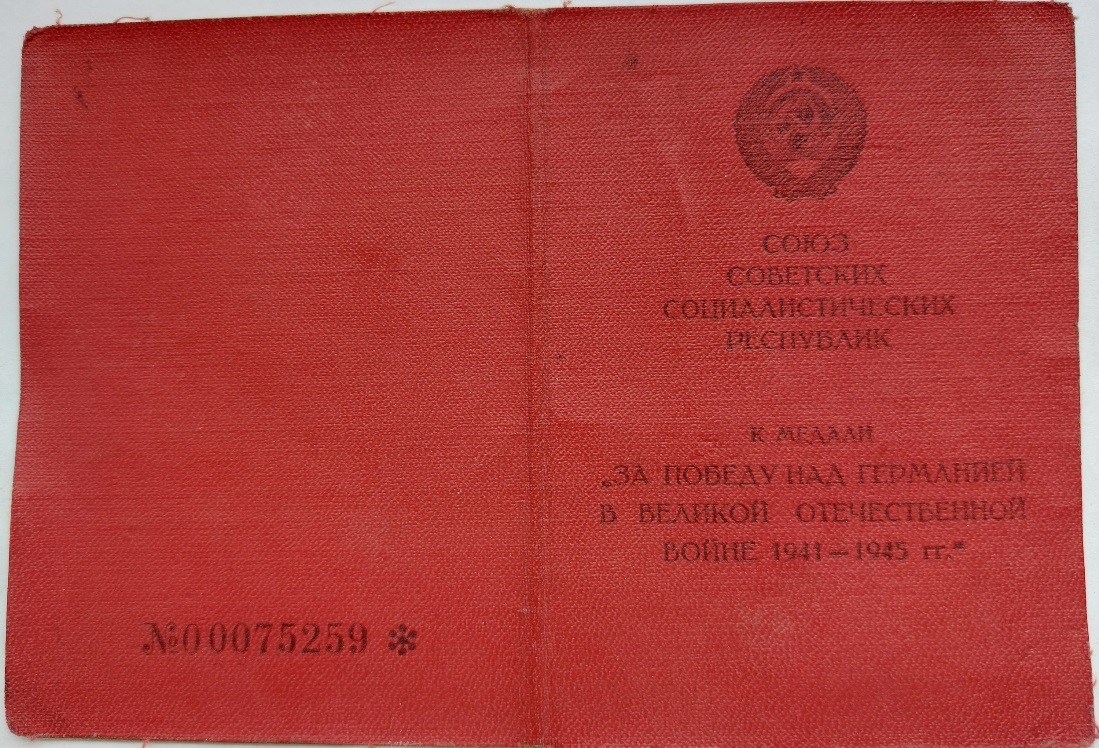 СОЮЗ
СОВЕТСКИХ
СОЦИАЛИСТИЧЕСКИХ
РЕСПУБЛИК
К МЕДАЛИ
„ЗА ПОБЕДУ НАД ГЕРМАНИЕЙ
В ВЕЛИКОЙ ОТЕЧЕСТВЕННОЙ
ВОЙНЕ 1941—1945 гг.“
№00075259 *